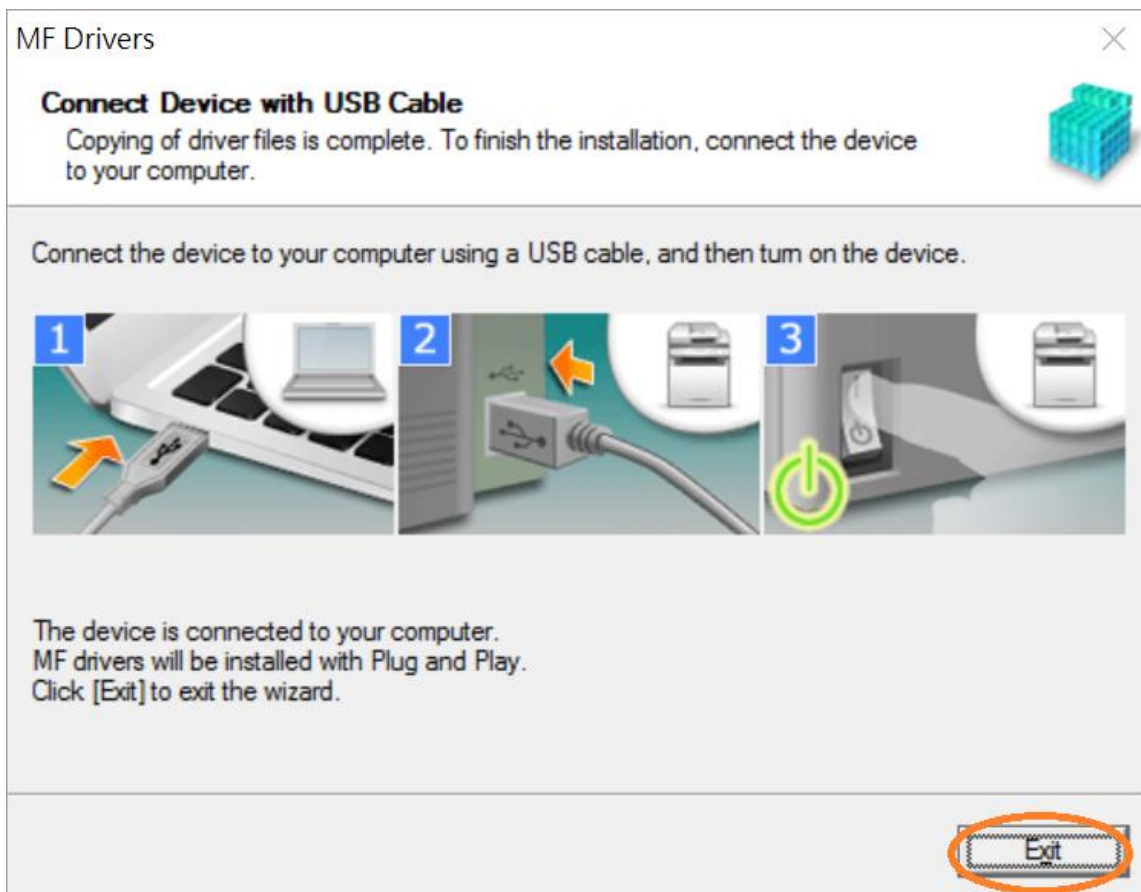 MF Drivers
Connect Device with USB Cable
Copying of driver files is complete. To finish the installation, connect the device
to your computer.
Connect the device to your computer using a USB cable, and then turn on the device.
1 2 3
The device is connected to your computer.
MF drivers will be installed with Plug and Play.
Click [Exit] to exit the wizard.
Exit